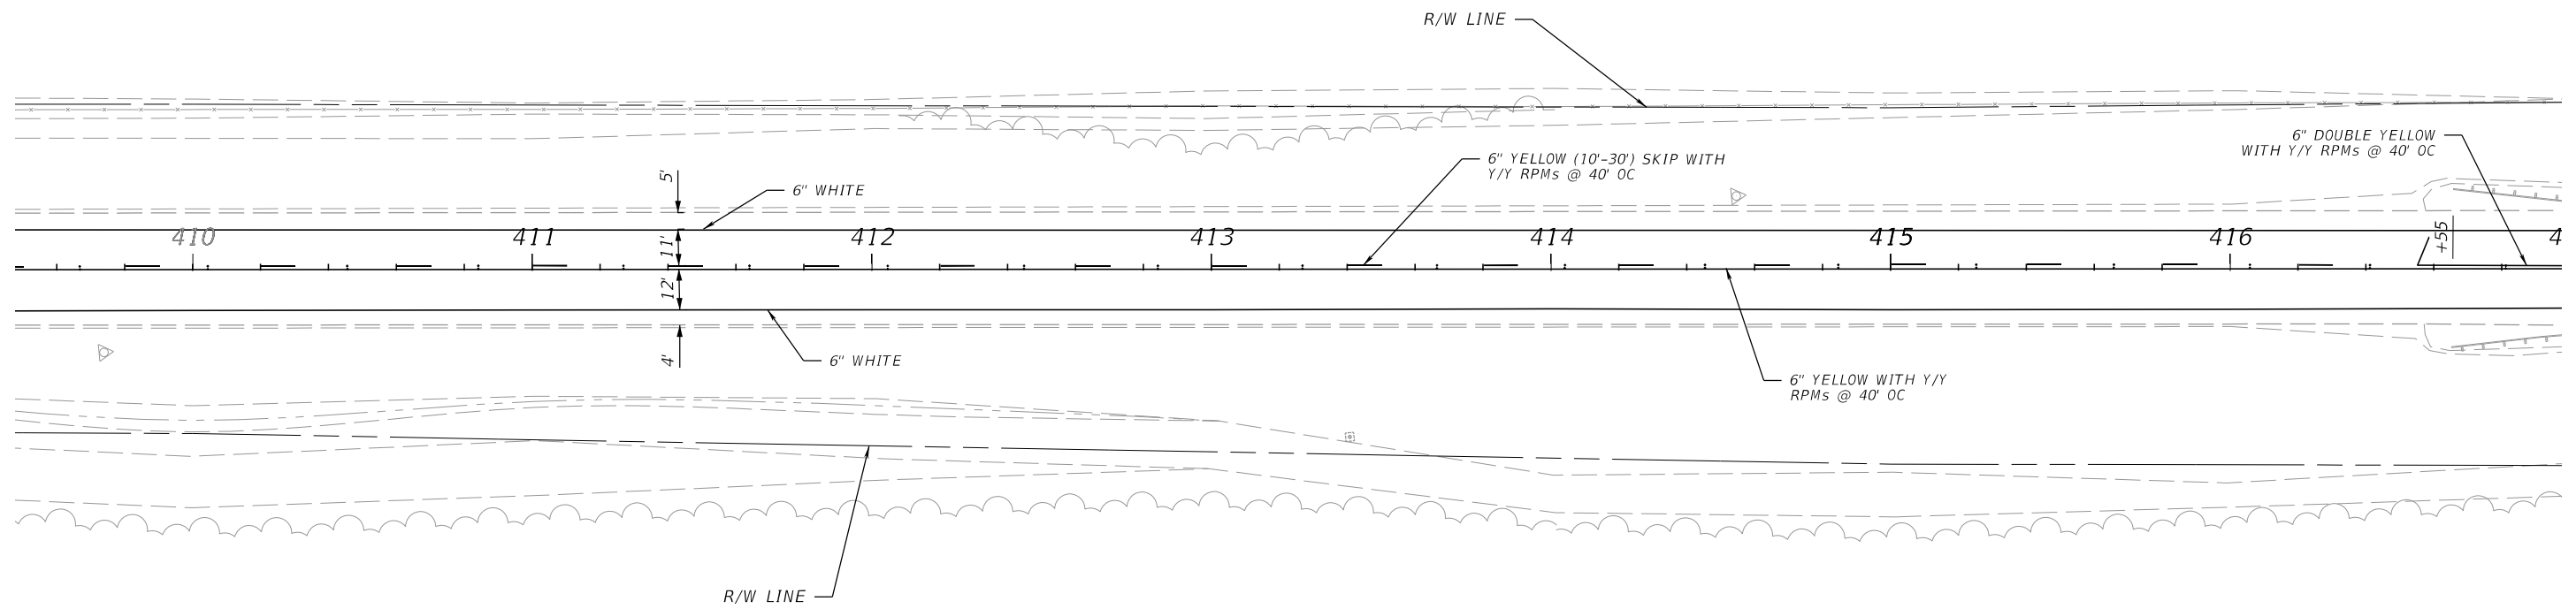 R/W LINE
6" DOUBLE YELLOW
WITH Y/Y RPMs @ 40' OC
6" YELLOW (10'-30') SKIP WITH
Y/Y RPMs @ 40' OC
5'
6" WHITE
410 411 412 413 414 415 416 4
11'
+55
12'
4'
6" WHITE
6" YELLOW WITH Y/Y
RPMs @ 40' OC
R/W LINE